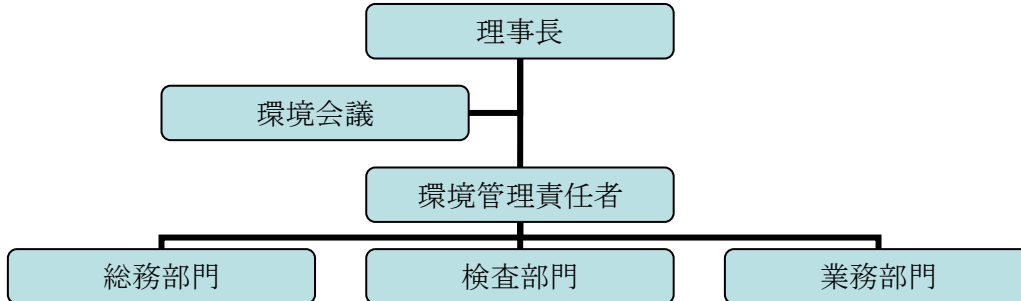 理事長
環境会議
環境管理責任者
総務部門
検査部門
業務部門